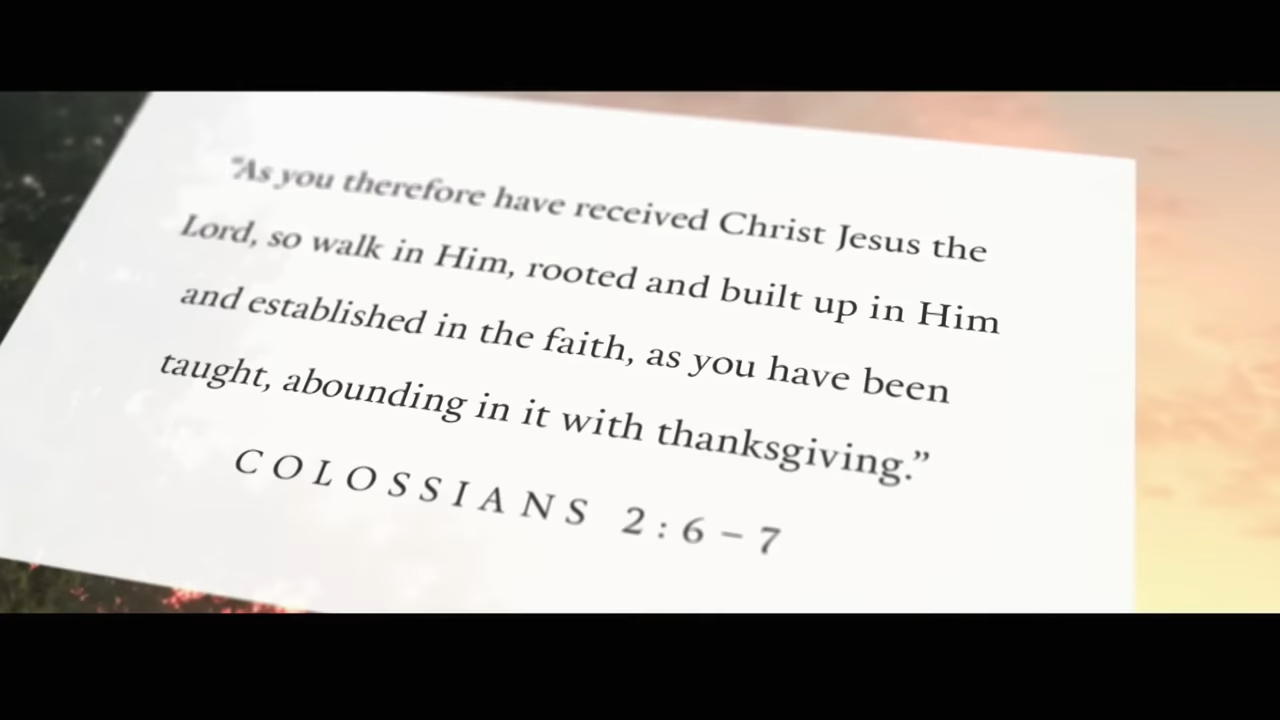 “As you therefore have received Christ Jesus the
Lord, so walk in Him, rooted and built up in Him
and established in the faith, as you have been
taught, abounding in it with thanksgiving.”
COLOSSIANS 2:6–7